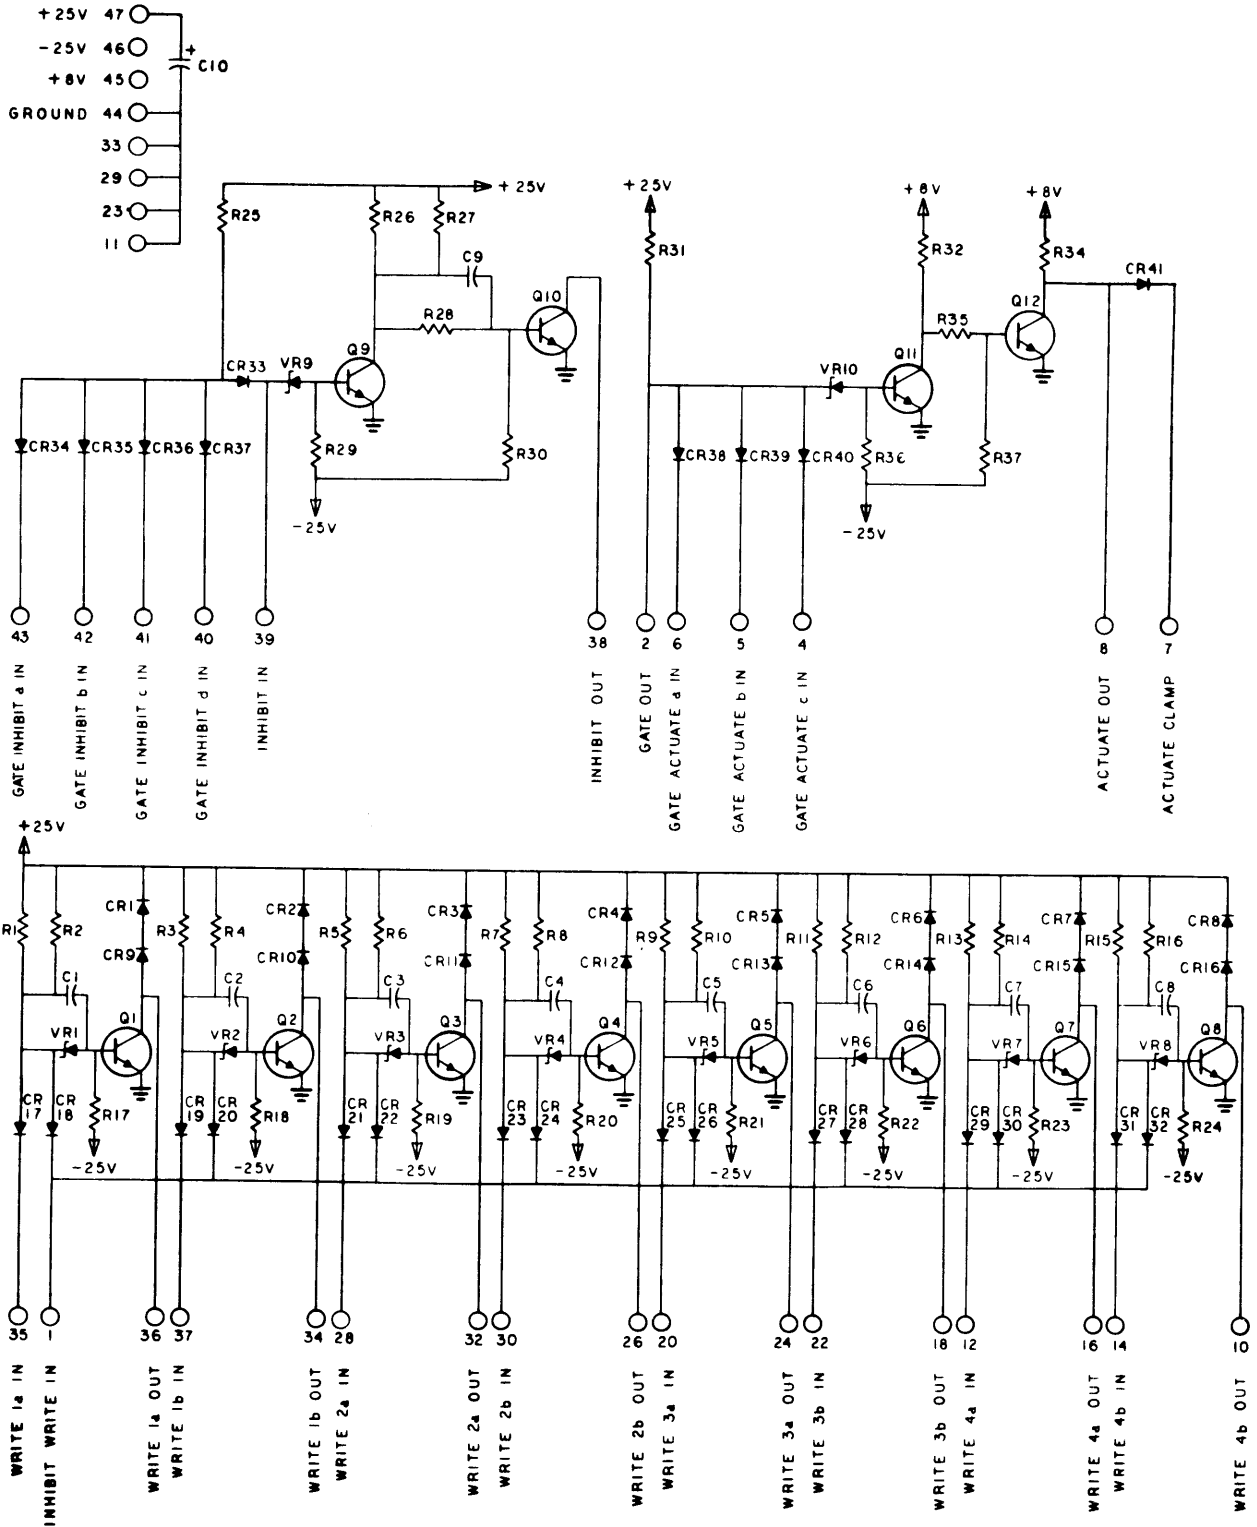 +25V 47
-25V 46
+8V 45
GROUND 44
33
29
23
11
+
C10
+25V
R25
R26
R27
C9
R28
Q10
Q9
CR33
VR9
CR34
CR35
CR36
CR37
R29
R30
-25V
43
42
41
40
39
38
GATE INHIBIT a IN
GATE INHIBIT b IN
GATE INHIBIT c IN
GATE INHIBIT d IN
INHIBIT IN
INHIBIT OUT
+25V
+8V
+8V
R31
R32
R34
CR41
Q12
R35
Q11
VR10
CR38
CR39
CR40
R36
R37
-25V
2
6
5
4
8
7
GATE OUT
GATE ACTUATE a IN
GATE ACTUATE b IN
GATE ACTUATE c IN
ACTUATE OUT
ACTUATE CLAMP
+25V
R1
R2
CR1
CR9
C1
VR1
Q1
CR 17
CR 18
R17
-25V
R3
R4
CR2
CR10
C2
VR2
Q2
CR 19
CR 20
R18
-25V
R5
R6
CR3
CR11
C3
VR3
Q3
CR 21
CR 22
R19
-25V
R7
R8
CR4
CR12
C4
VR4
Q4
CR 23
CR 24
R20
-25V
R9
R10
CR5
CR13
C5
VR5
Q5
CR 25
CR 26
R21
-25V
R11
R12
CR6
CR14
C6
VR6
Q6
CR 27
CR 28
R22
-25V
R13
R14
CR7
CR15
C7
VR7
Q7
CR 29
CR 30
R23
-25V
R15
R16
CR8
CR16
C8
VR8
Q8
CR 31
CR 32
R24
-25V
35
1
36
37
34
28
32
30
26
20
24
22
18
12
16
14
10
WRITE 1a IN
INHIBIT WRITE IN
WRITE 1a OUT
WRITE 1b IN
WRITE 1b OUT
WRITE 2a IN
WRITE 2a OUT
WRITE 2b IN
WRITE 2b OUT
WRITE 3a IN
WRITE 3a OUT
WRITE 3b IN
WRITE 3b OUT
WRITE 4a IN
WRITE 4a OUT
WRITE 4b IN
WRITE 4b OUT